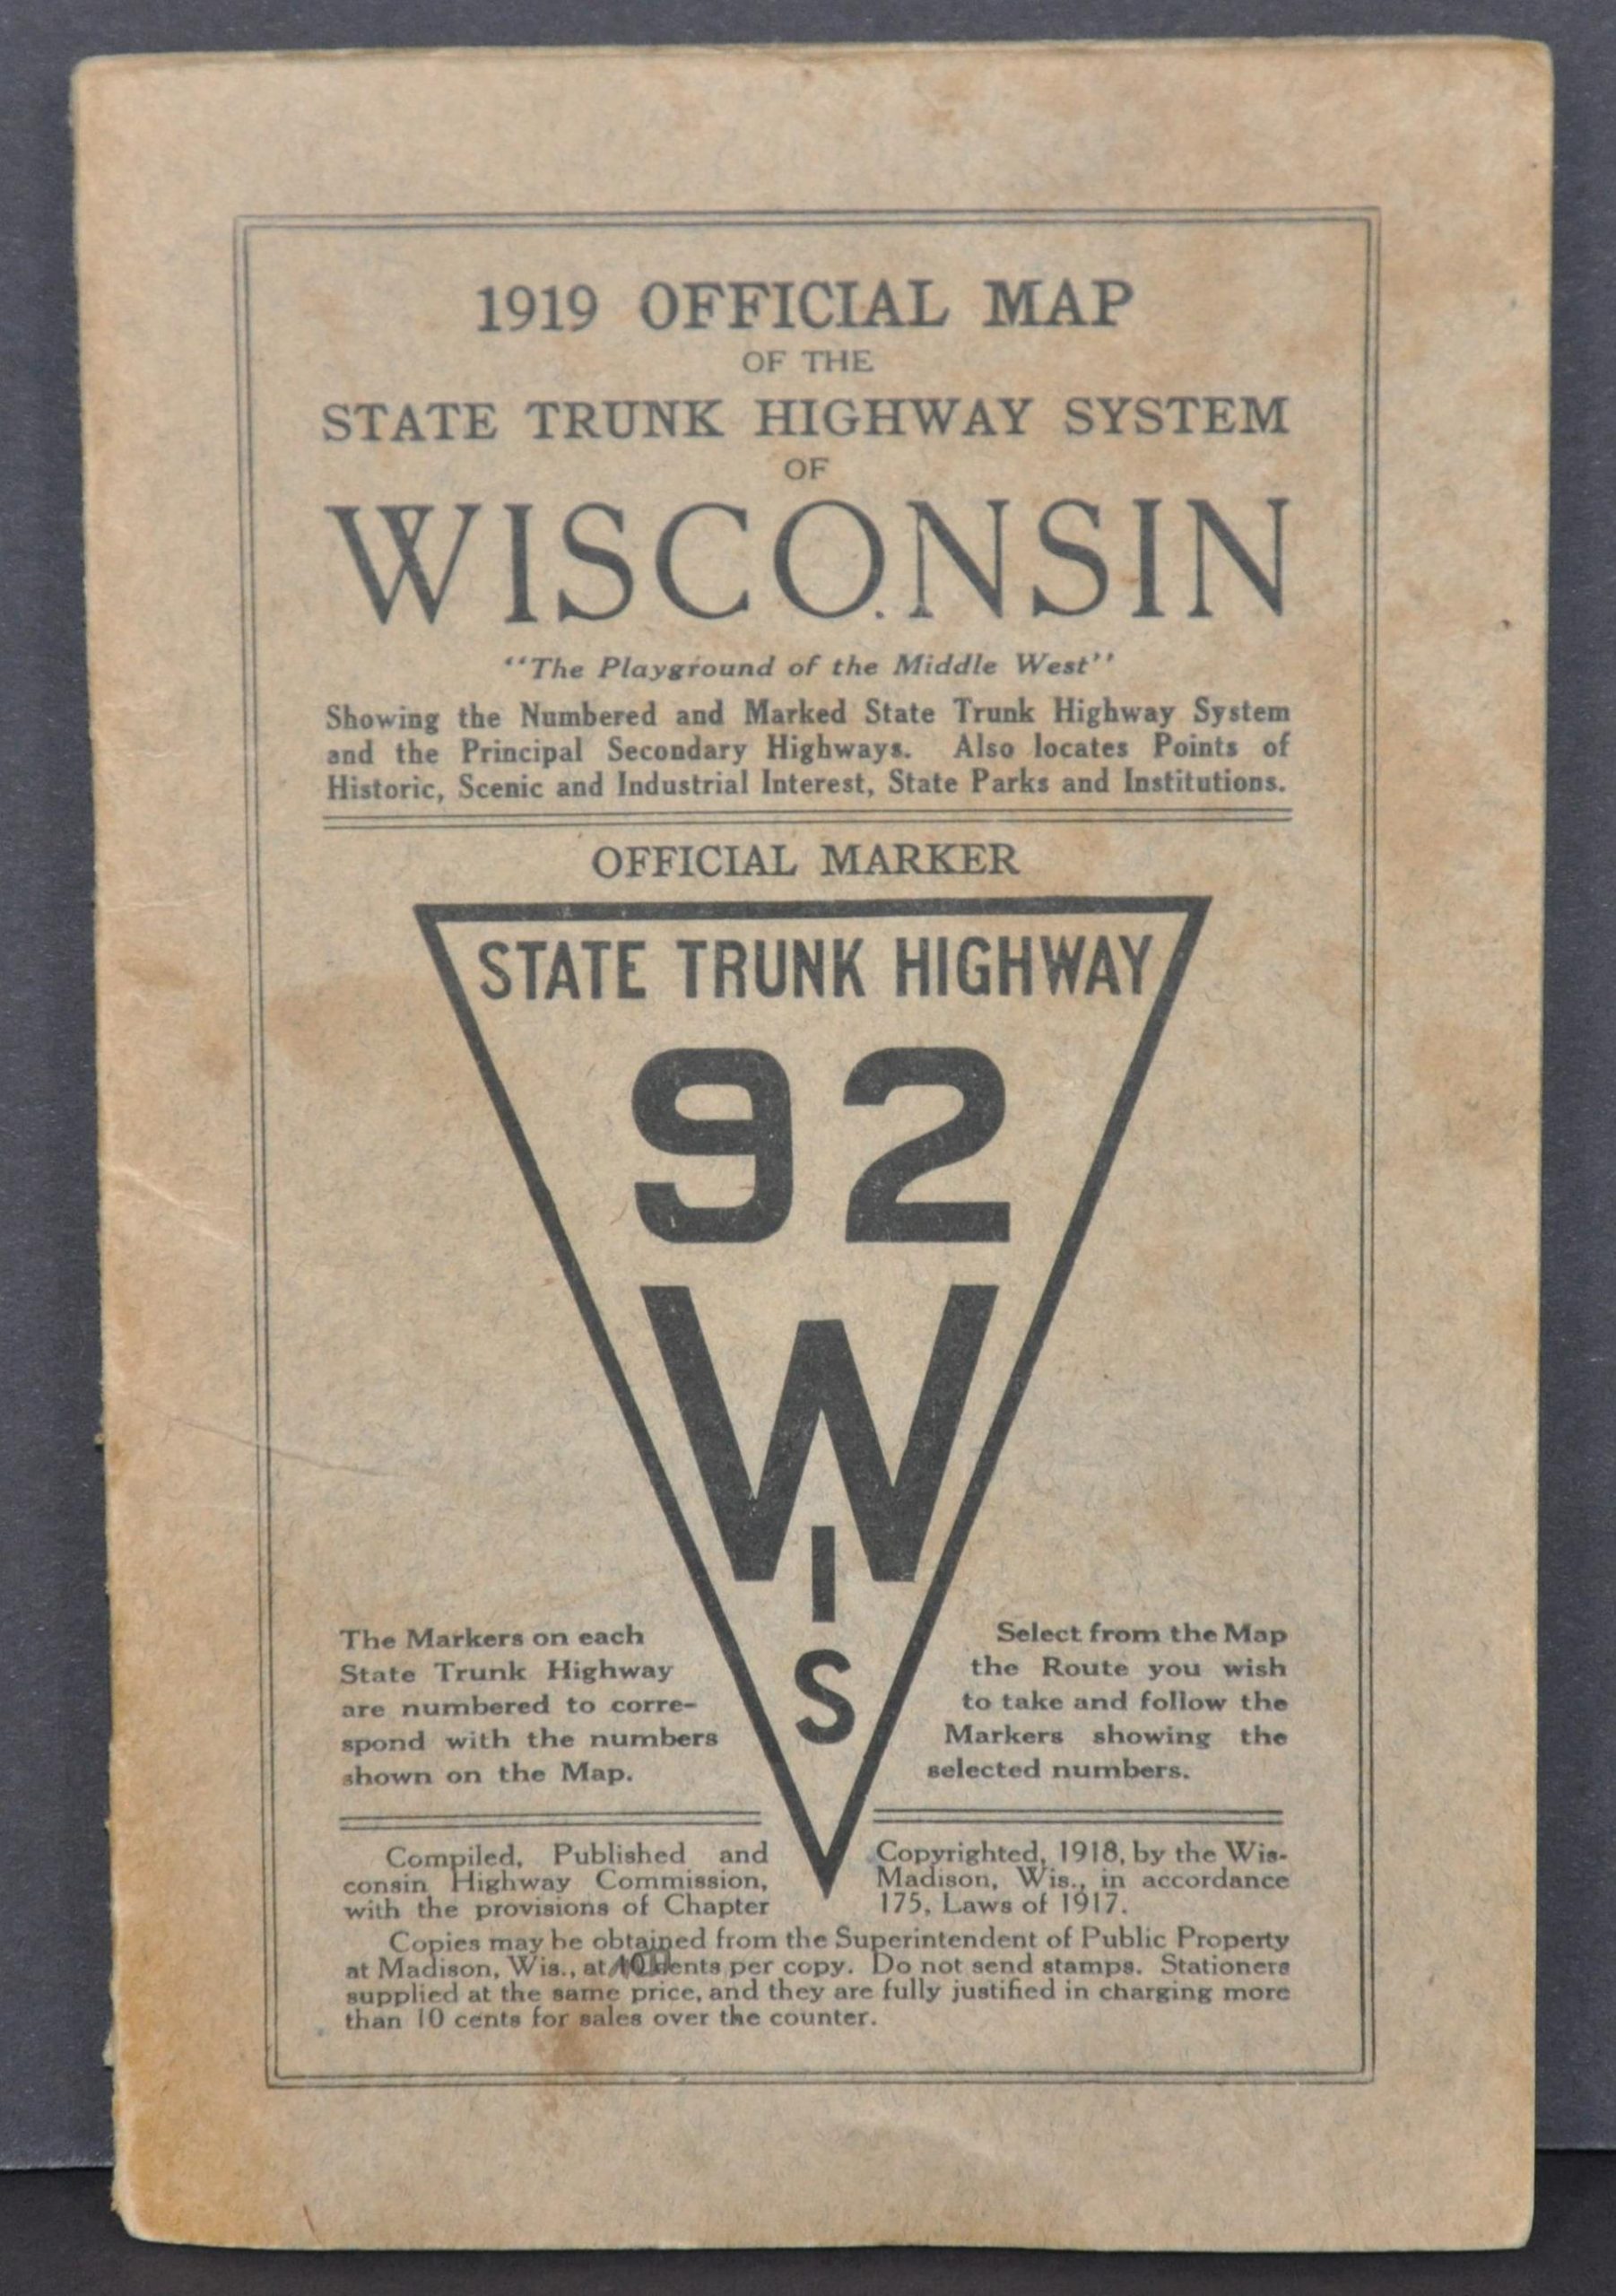 1919 OFFICIAL MAP
OF THE
STATE TRUNK HIGHWAY SYSTEM
OF
WISCONSIN
"The Playground of the Middle West"
Showing the Numbered and Marked State Trunk Highway System
and the Principal Secondary Highways. Also locates Points of
Historic, Scenic and Industrial Interest, State Parks and Institutions.
OFFICIAL MARKER
STATE TRUNK HIGHWAY
92
W
I
S
The Markers on each
State Trunk Highway
are numbered to corre-
spond with the numbers
shown on the Map.
Select from the Map
the Route you wish
to take and follow the
Markers showing the
selected numbers.
Compiled, Published and Copyrighted, 1918, by the Wis-
consin Highway Commission, Madison, Wis., in accordance
with the provisions of Chapter 175, Laws of 1917.
Copies may be obtained from the Superintendent of Public Property
at Madison, Wis., at cents per copy. Do not send stamps. Stationers
supplied at the same price, and they are fully justified in charging more
than 10 cents for sales over the counter.